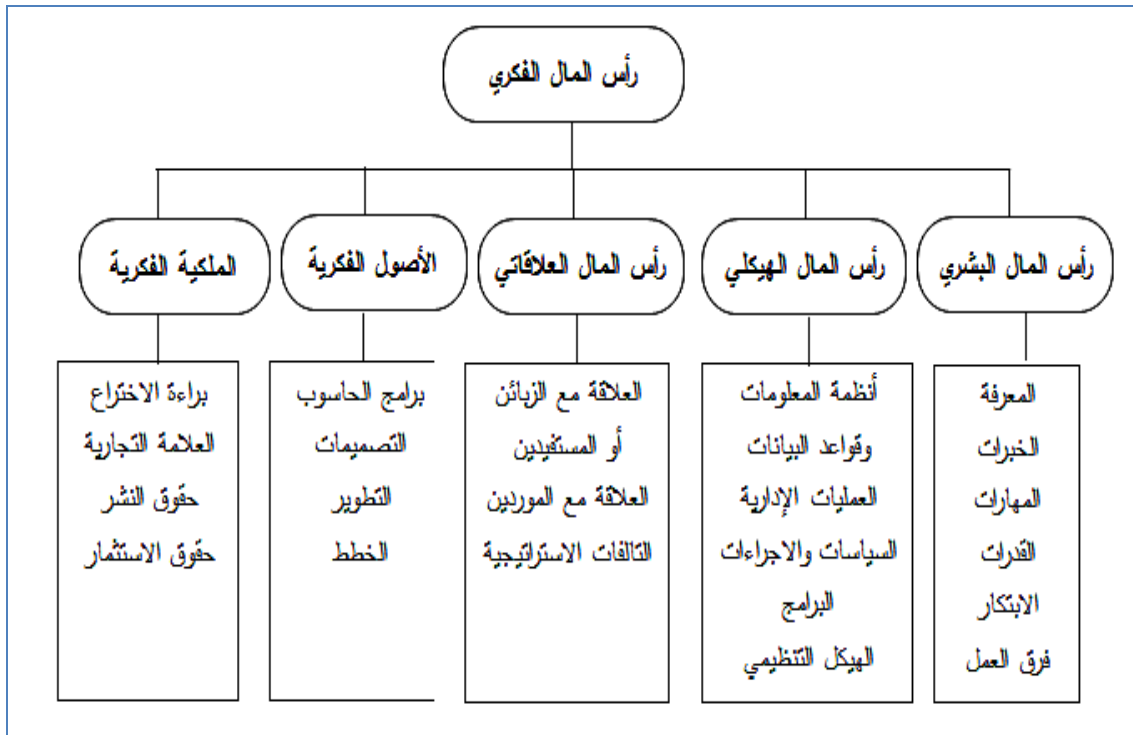 رأس المال الفكري
رأس المال البشري
رأس المال الهيكلي
رأس المال العلاقاتي
الأصول الفكرية
الملكية الفكرية
المعرفة
الخبرات
المهارات
القدرات
الابتكار
فرق العمل
أنظمة المعلومات
وقواعد البيانات
العمليات الإدارية
السياسات والاجراءات
البرامج
الهيكل التنظيمي
العلاقة مع الزبائن
أو المستفيدين
العلاقة مع الموردين
التالفات الاستراتيجية
برامج الحاسوب
التصميمات
التطوير
الخطط
براءة الاختراع
العلامة التجارية
حقوق النشر
حقوق الاستثمار